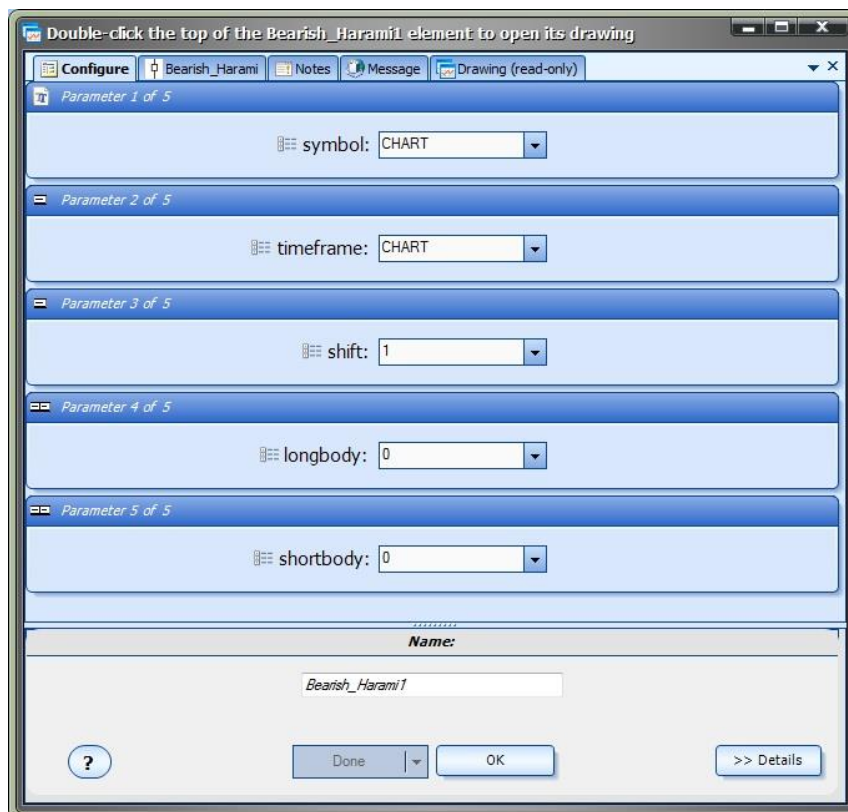 Double-click the top of the Bearish_Harami1 element to open its drawing
Configure Bearish_Harami Notes Message Drawing (read-only)
Parameter 1 of 5
symbol: CHART
Parameter 2 of 5
timeframe: CHART
Parameter 3 of 5
shift: 1
Parameter 4 of 5
longbody: 0
Parameter 5 of 5
shortbody: 0
Name:
Bearish_Harami1
? Done OK >> Details